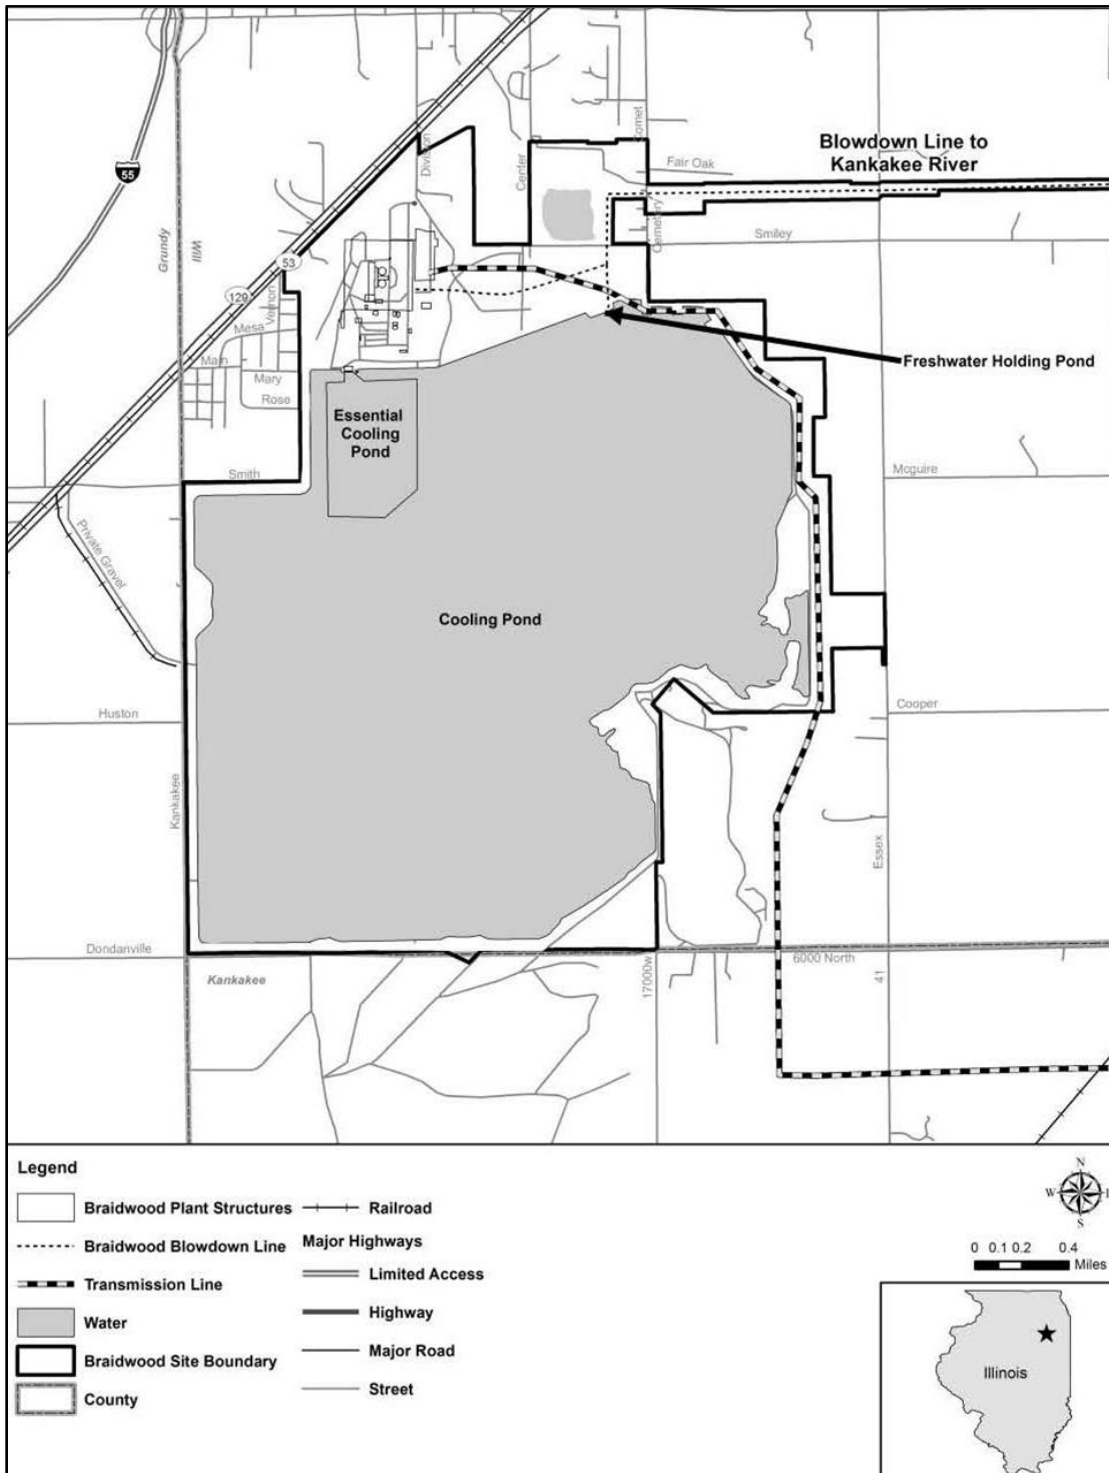 Division
Center
Comet
Blowdown Line to
Kankakee River
Fair Oak
55
Grundy
Will
Cemetery
Smiley
53
129
Vernon
Mesa
Main
Mary
Rose
Freshwater Holding Pond
Essential
Cooling
Pond
Smith
Mcguire
Private Gravel
Cooling Pond
Huston
Cooper
Kankakee
Essex
Dondanville
6000 North
Kankakee
17000w
41
Legend
Braidwood Plant Structures
Braidwood Blowdown Line
Transmission Line
Water
Braidwood Site Boundary
County
Railroad
Major Highways
Limited Access
Highway
Major Road
Street
N
W
S
0 0.1 0.2 0.4
Miles
Illinois